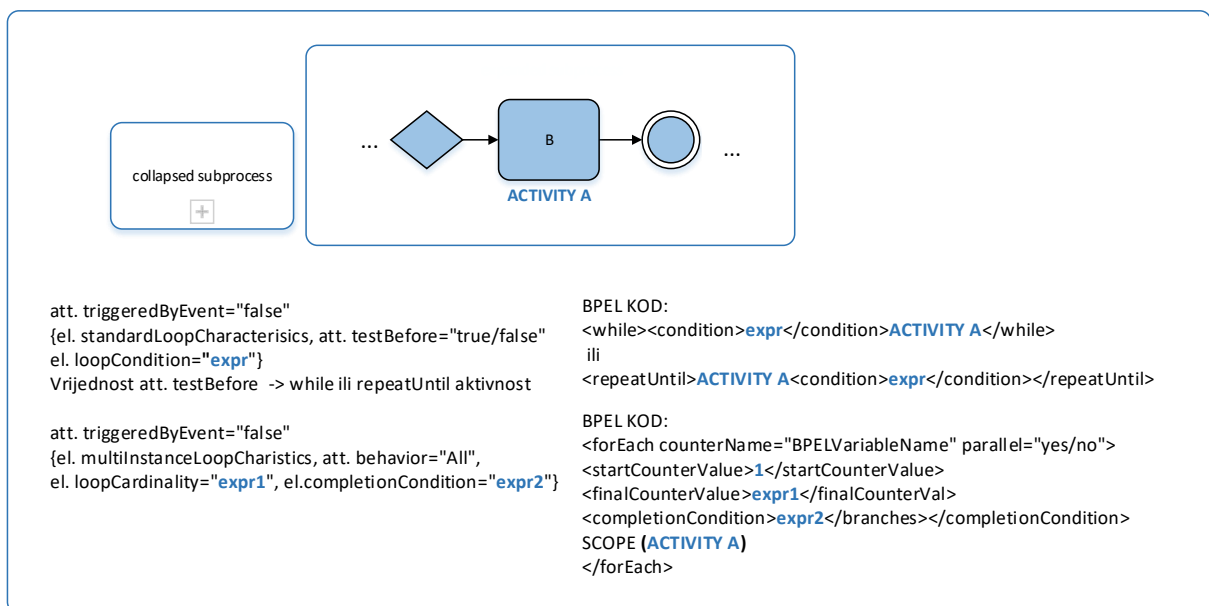 ...
B
...
collapsed subprocess
+
ACTIVITY A
att. triggeredByEvent="false"
{el. standardLoopCharacterisics, att. testBefore="true/false"
el. loopCondition="expr"}
Vrijednost att. testBefore -> while ili repeatUntil aktivnost
att. triggeredByEvent="false"
{el. multiInstanceLoopCharistics, att. behavior="All",
el. loopCardinality="expr1", el.completionCondition="expr2"}
BPEL KOD:
<while><condition>expr</condition>ACTIVITY A</while>
ili
<repeatUntil>ACTIVITY A<condition>expr</condition></repeatUntil>
BPEL KOD:
<forEach counterName="BPELVariableName" parallel="yes/no">
<startCounterValue>1</startCounterValue>
<finalCounterValue>expr1</finalCounterVal>
<completionCondition>expr2</branches></completionCondition>
SCOPE (ACTIVITY A)
</forEach>